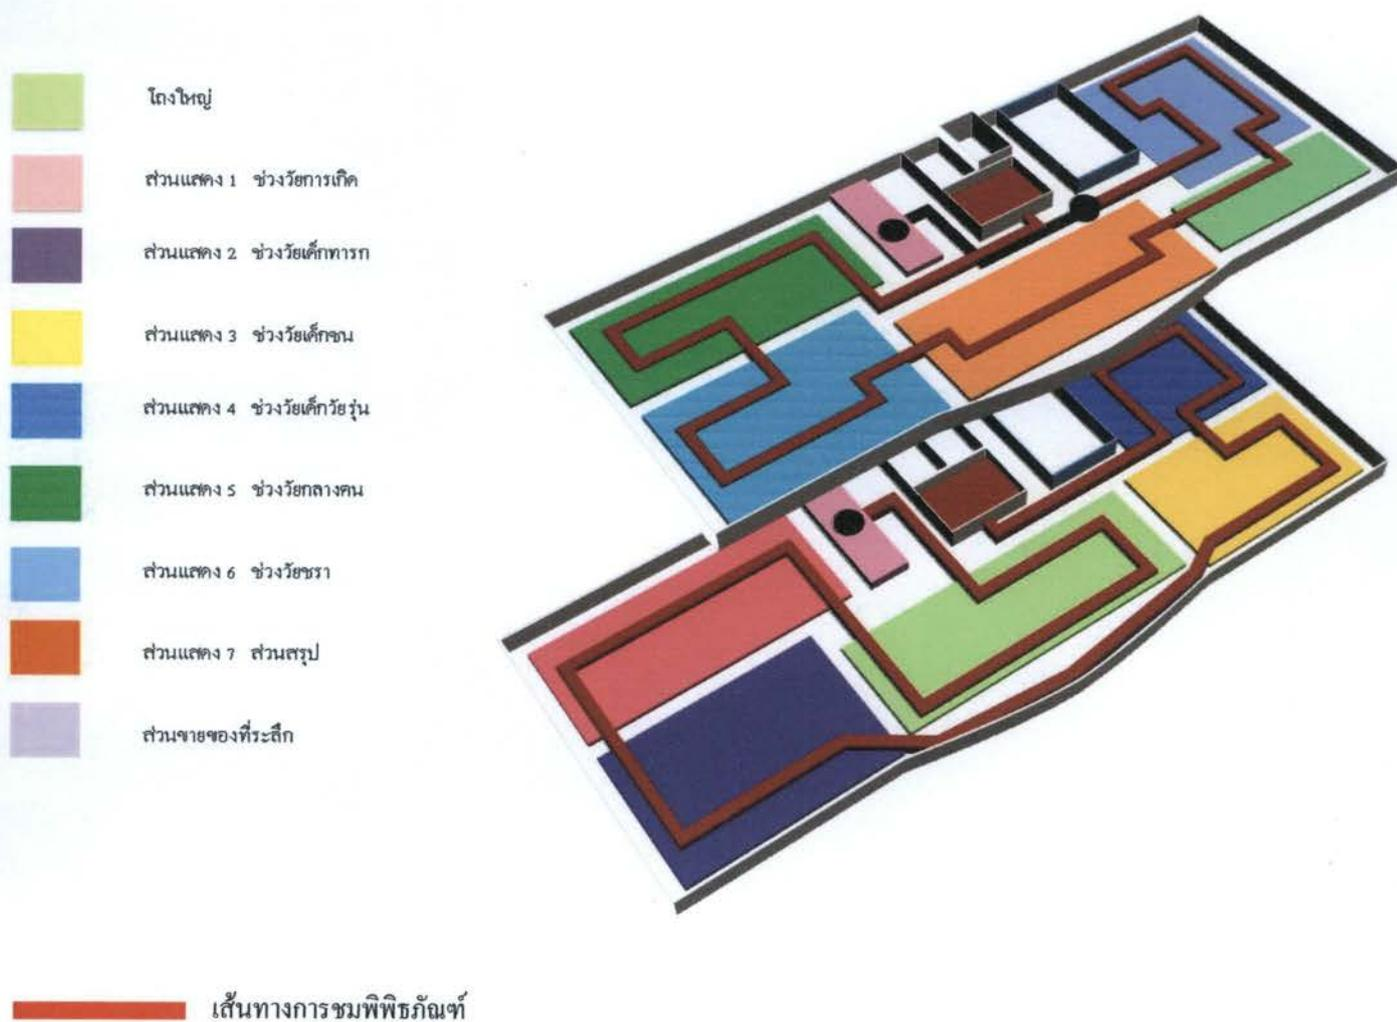 โถงใหญ่
ส่วนแสดง 1 ช่วงวัยการเกิด
ส่วนแสดง 2 ช่วงวัยเด็กทารก
ส่วนแสดง 3 ช่วงวัยเด็กซน
ส่วนแสดง 4 ช่วงวัยเด็กวัยรุ่น
ส่วนแสดง 5 ช่วงวัยกลางคน
ส่วนแสดง 6 ช่วงวัยชรา
ส่วนแสดง 7 ส่วนสรุป
ส่วนขายของที่ระลึก
เส้นทางการชมพิพิธภัณฑ์